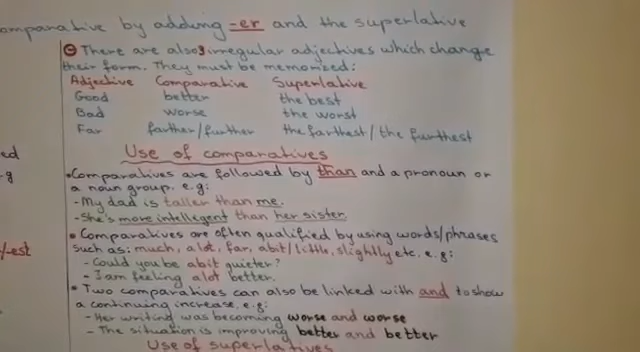 omparative by adding -er and the superlative
There are also 3 irregular adjectives which change
their form. They must be memorized:
Adjective Comparative Superlative
Good better the best
Bad worse the worst
Far farther/further the farthest/the furthest
ed
-g
/-est
Use of comparatives
•Comparatives are followed by than and a pronoun or
a noun group. e.g:
- My dad is taller than me.
- She's more intellegent than her sister.
• Comparatives are often qualified by using words/phrases
such as: much, alot, far, abit/little, slightly etc. e.g:
- Could you be abit quieter?
- I am feeling alot better.
• Two comparatives can also be linked with and to show
a continuing increase. e.g:
- Her writing was becoming worse and worse
- The situation is improving better and better
Use of superlatives